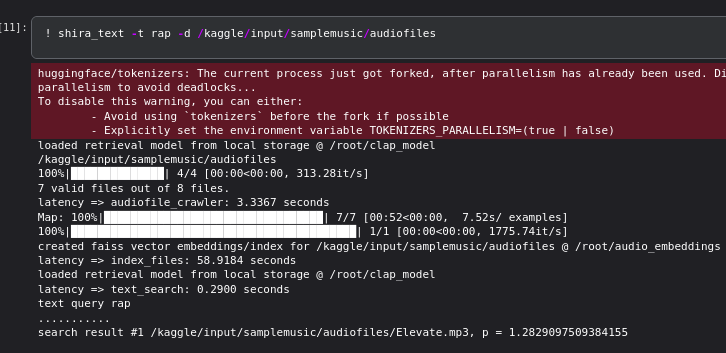 [11]:
! shira_text -t rap -d /kaggle/input/samplemusic/audiofiles
huggingface/tokenizers: The current process just got forked, after parallelism has already been used. Di
parallelism to avoid deadlocks...
To disable this warning, you can either:
- Avoid using `tokenizers` before the fork if possible
- Explicitly set the environment variable TOKENIZERS_PARALLELISM=(true | false)
loaded retrieval model from local storage @ /root/clap_model
/kaggle/input/samplemusic/audiofiles
100%|██████████████| 4/4 [00:00<00:00, 313.28it/s]
7 valid files out of 8 files.
latency => audiofile_crawler: 3.3367 seconds
Map: 100%|█████████████████████████████████| 7/7 [00:52<00:00,  7.52s/ examples]
100%|███████████████████████████████████████████| 1/1 [00:00<00:00, 1775.74it/s]
created faiss vector embeddings/index for /kaggle/input/samplemusic/audiofiles @ /root/audio_embeddings
latency => index_files: 58.9184 seconds
loaded retrieval model from local storage @ /root/clap_model
latency => text_search: 0.2900 seconds
text query rap
...........
search result #1 /kaggle/input/samplemusic/audiofiles/Elevate.mp3, p = 1.2829097509384155